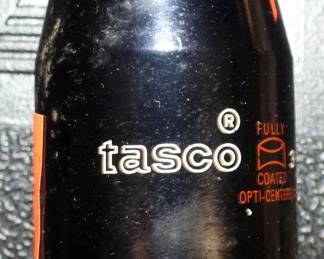 tasco®
FULLY
COATED
OPTI-CENTERED